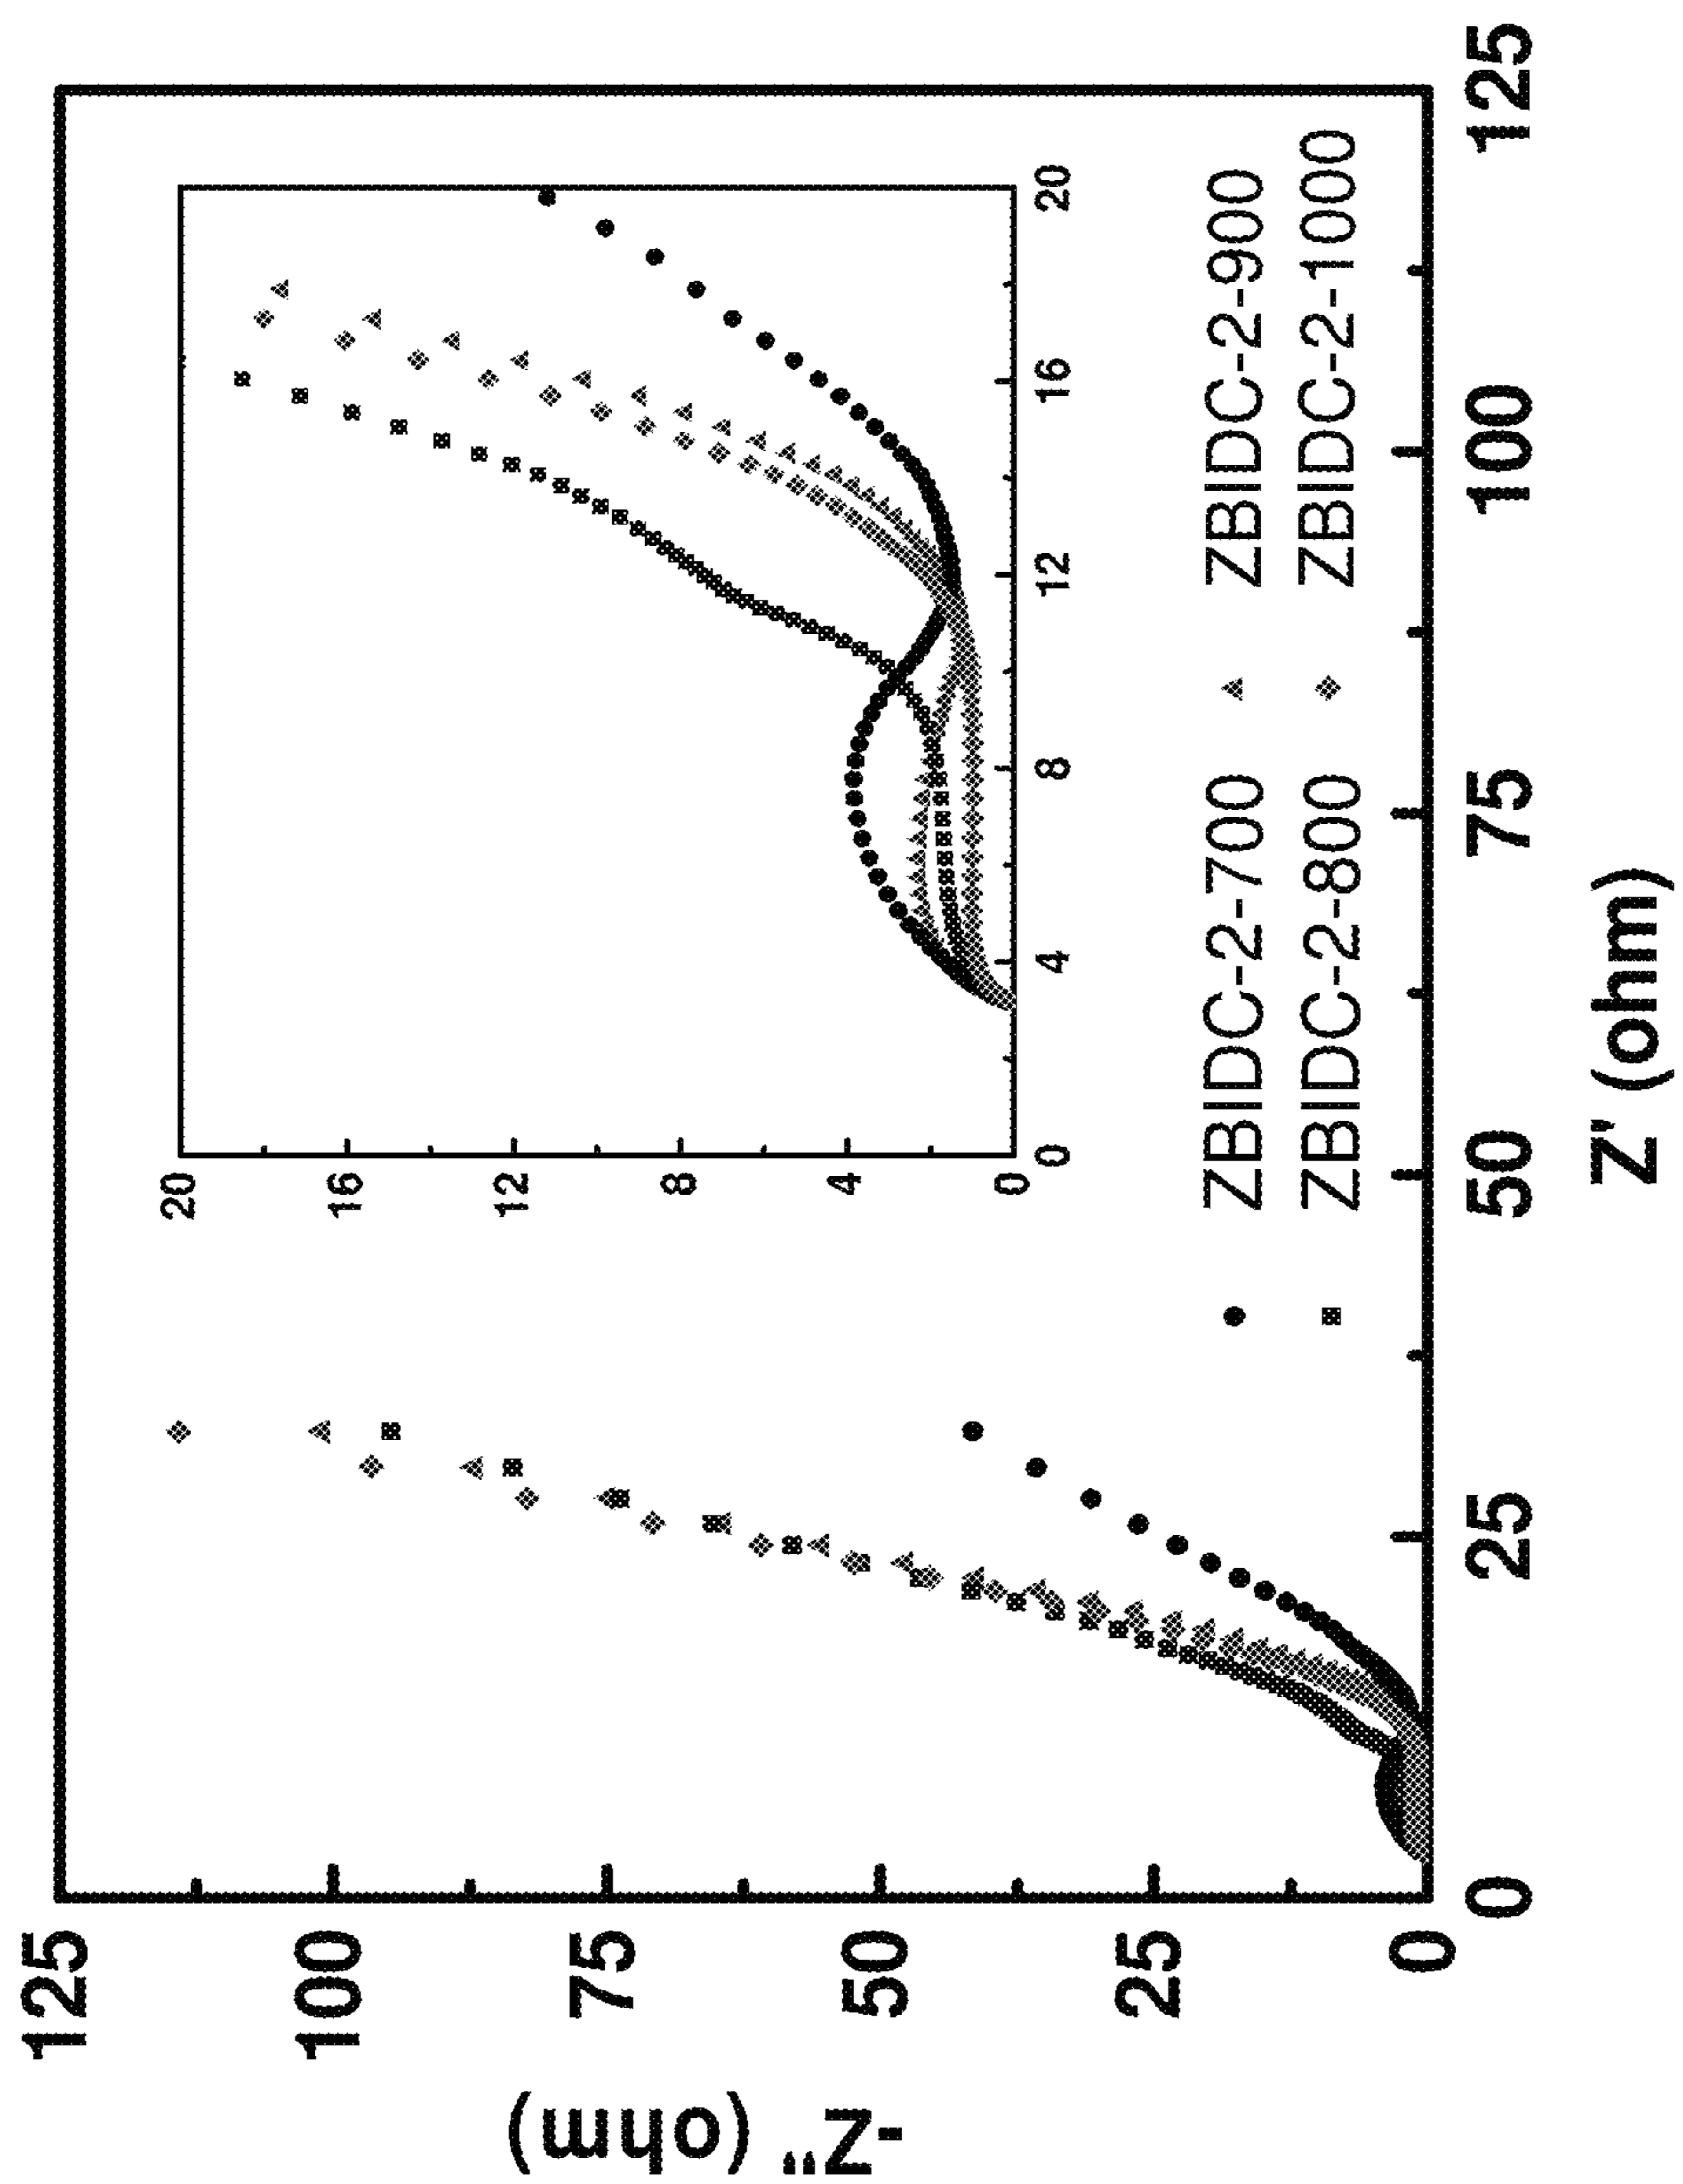 -Z" (ohm)
125
100
75
50
25
0
0 25 50 75 100 125
Z' (ohm)
20
16
12
8
4
0
0 4 8 12 16 20
ZBIDC-2-700 ZBIDC-2-900
ZBIDC-2-800 ZBIDC-2-1000